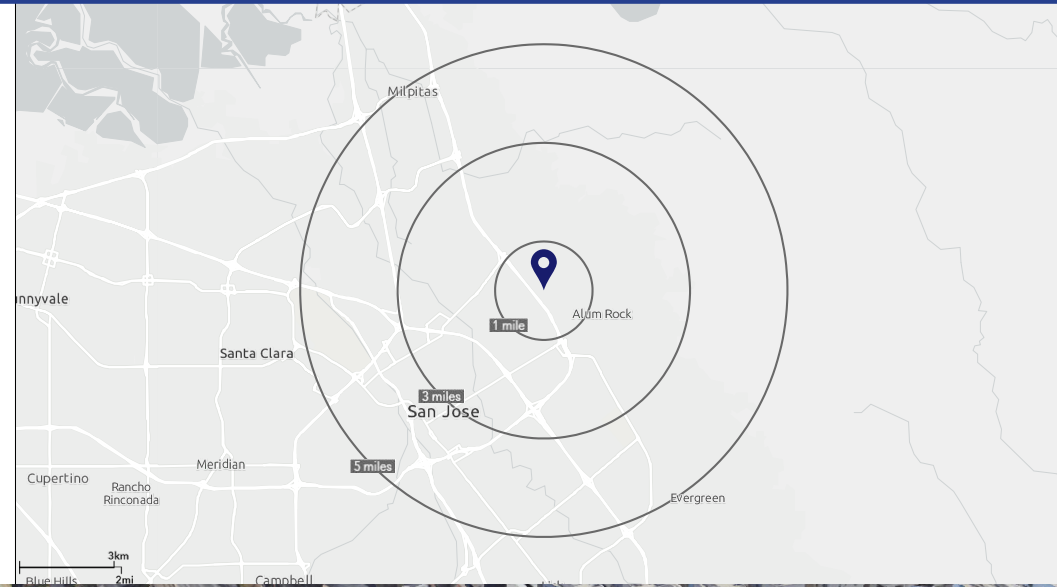 Milpitas
nnyvale
Alum Rock
1 mile
Santa Clara
3 miles
San Jose
5 miles
Meridian
Cupertino
Rancho
Rinconada
Evergreen
3km
2mi
Blue Hills
Campbell